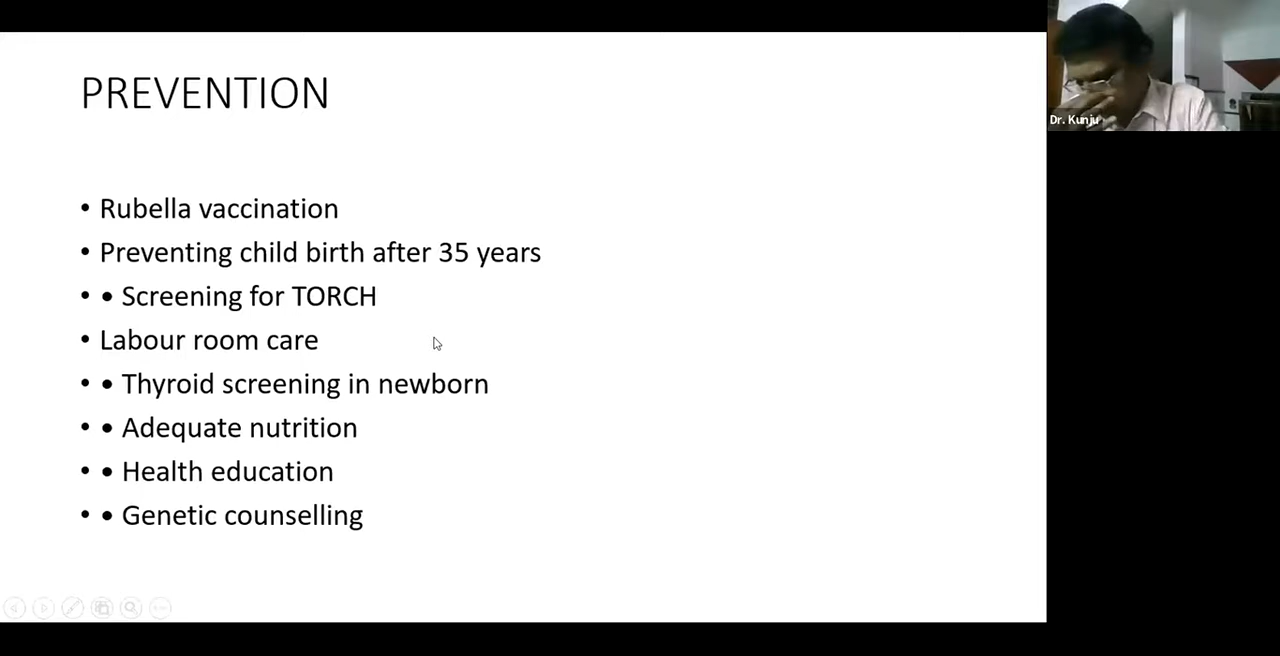 PREVENTION
• Rubella vaccination
• Preventing child birth after 35 years
• • Screening for TORCH
• Labour room care
• • Thyroid screening in newborn
• • Adequate nutrition
• • Health education
• • Genetic counselling
Dr. Kunju